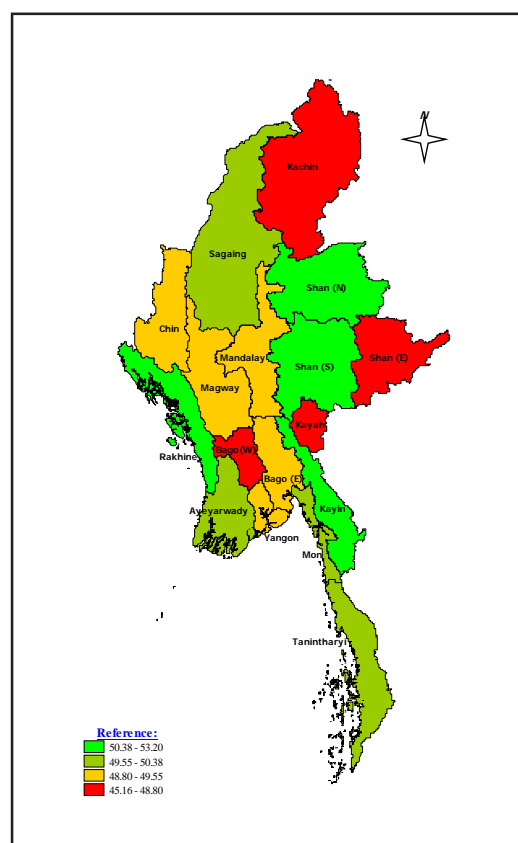 N
Kachin
Sagaing
Shan (N)
Chin
Mandalay
Shan (E)
Shan (S)
Magway
Kayah
Bago (W)
Rakhine
Bago (E)
Ayeyarwady
Kayin
Yangon
Mon
Tanintharyi
Reference:
50.38 - 53.20
49.55 - 50.38
48.80 - 49.55
45.16 - 48.80